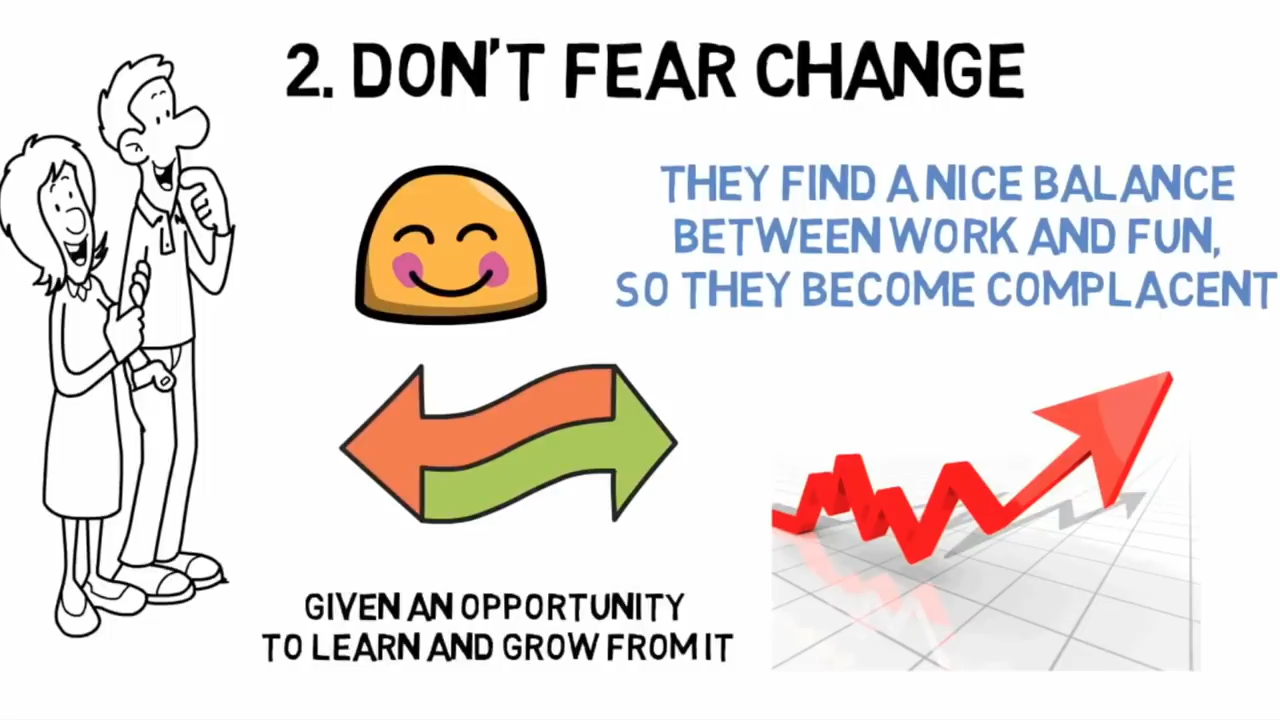 2. DON'T FEAR CHANGE
THEY FIND A NICE BALANCE
BETWEEN WORK AND FUN,
SO THEY BECOME COMPLACENT
GIVEN AN OPPORTUNITY
TO LEARN AND GROW FROM IT